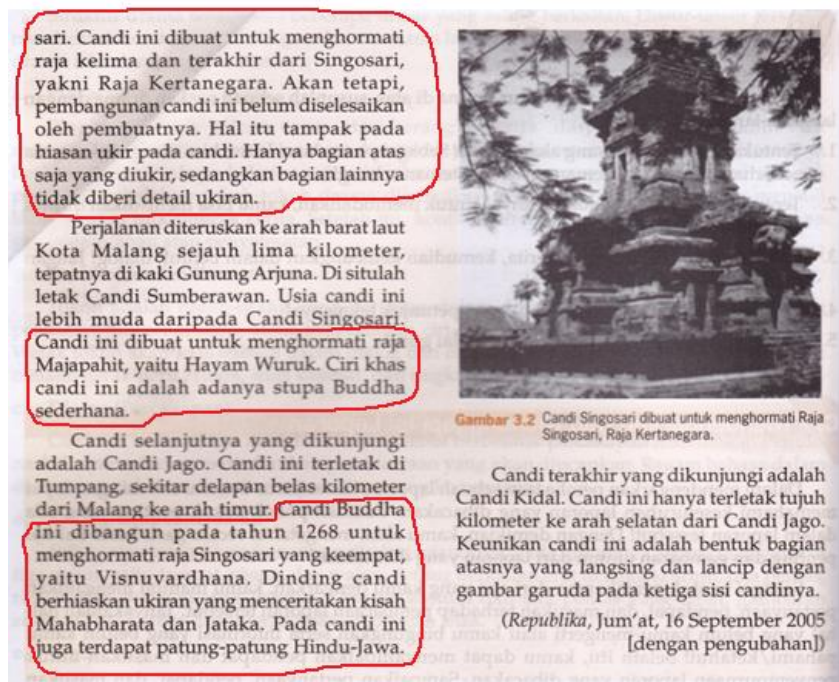 sari. Candi ini dibuat untuk menghormati
raja kelima dan terakhir dari Singosari,
yakni Raja Kertanegara. Akan tetapi,
pembangunan candi ini belum diselesaikan
oleh pembuatnya. Hal itu tampak pada
hiasan ukir pada candi. Hanya bagian atas
saja yang diukir, sedangkan bagian lainnya
tidak diberi detail ukiran.
Perjalanan diteruskan ke arah barat laut
Kota Malang sejauh lima kilometer,
tepatnya di kaki Gunung Arjuna. Di situlah
letak Candi Sumberawan. Usia candi ini
lebih muda daripada Candi Singosari.
Candi ini dibuat untuk menghormati raja
Majapahit, yaitu Hayam Wuruk. Ciri khas
candi ini adalah adanya stupa Buddha
sederhana.
Candi selanjutnya yang dikunjungi
adalah Candi Jago. Candi ini terletak di
Tumpang, sekitar delapan belas kilometer
dari Malang ke arah timur. Candi Buddha
ini dibangun pada tahun 1268 untuk
menghormati raja Singosari yang keempat,
yaitu Visnuvardhana. Dinding candi
berhiaskan ukiran yang menceritakan kisah
Mahabharata dan Jataka. Pada candi ini
juga terdapat patung-patung Hindu-Jawa.
Gambar 3.2 Candi Singosari dibuat untuk menghormati Raja
Singosari, Raja Kertanegara.
Candi terakhir yang dikunjungi adalah
Candi Kidal. Candi ini hanya terletak tujuh
kilometer ke arah selatan dari Candi Jago.
Keunikan candi ini adalah bentuk bagian
atasnya yang langsing dan lancip dengan
gambar garuda pada ketiga sisi candinya.
(Republika, Jum'at, 16 September 2005
[dengan pengubahan])